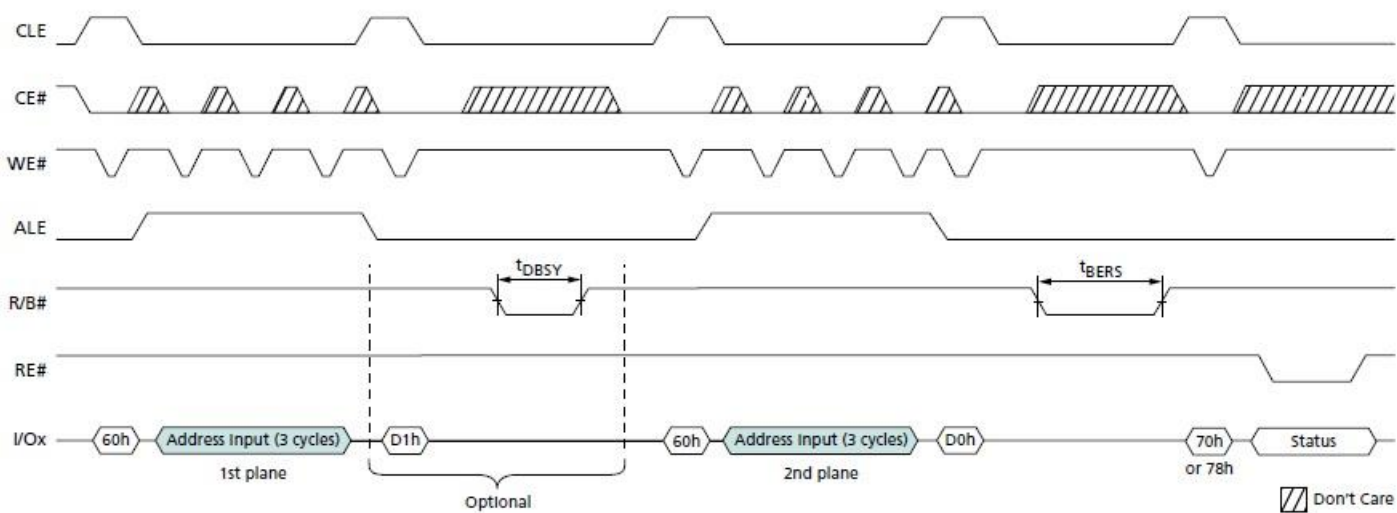 CLE
CE#
WE#
ALE
tDBSY
tBERS
R/B#
RE#
I/Ox
60h
Address Input (3 cycles)
D1h
60h
Address Input (3 cycles)
D0h
70h
Status
1st plane
2nd plane
or 78h
Optional
Don't Care